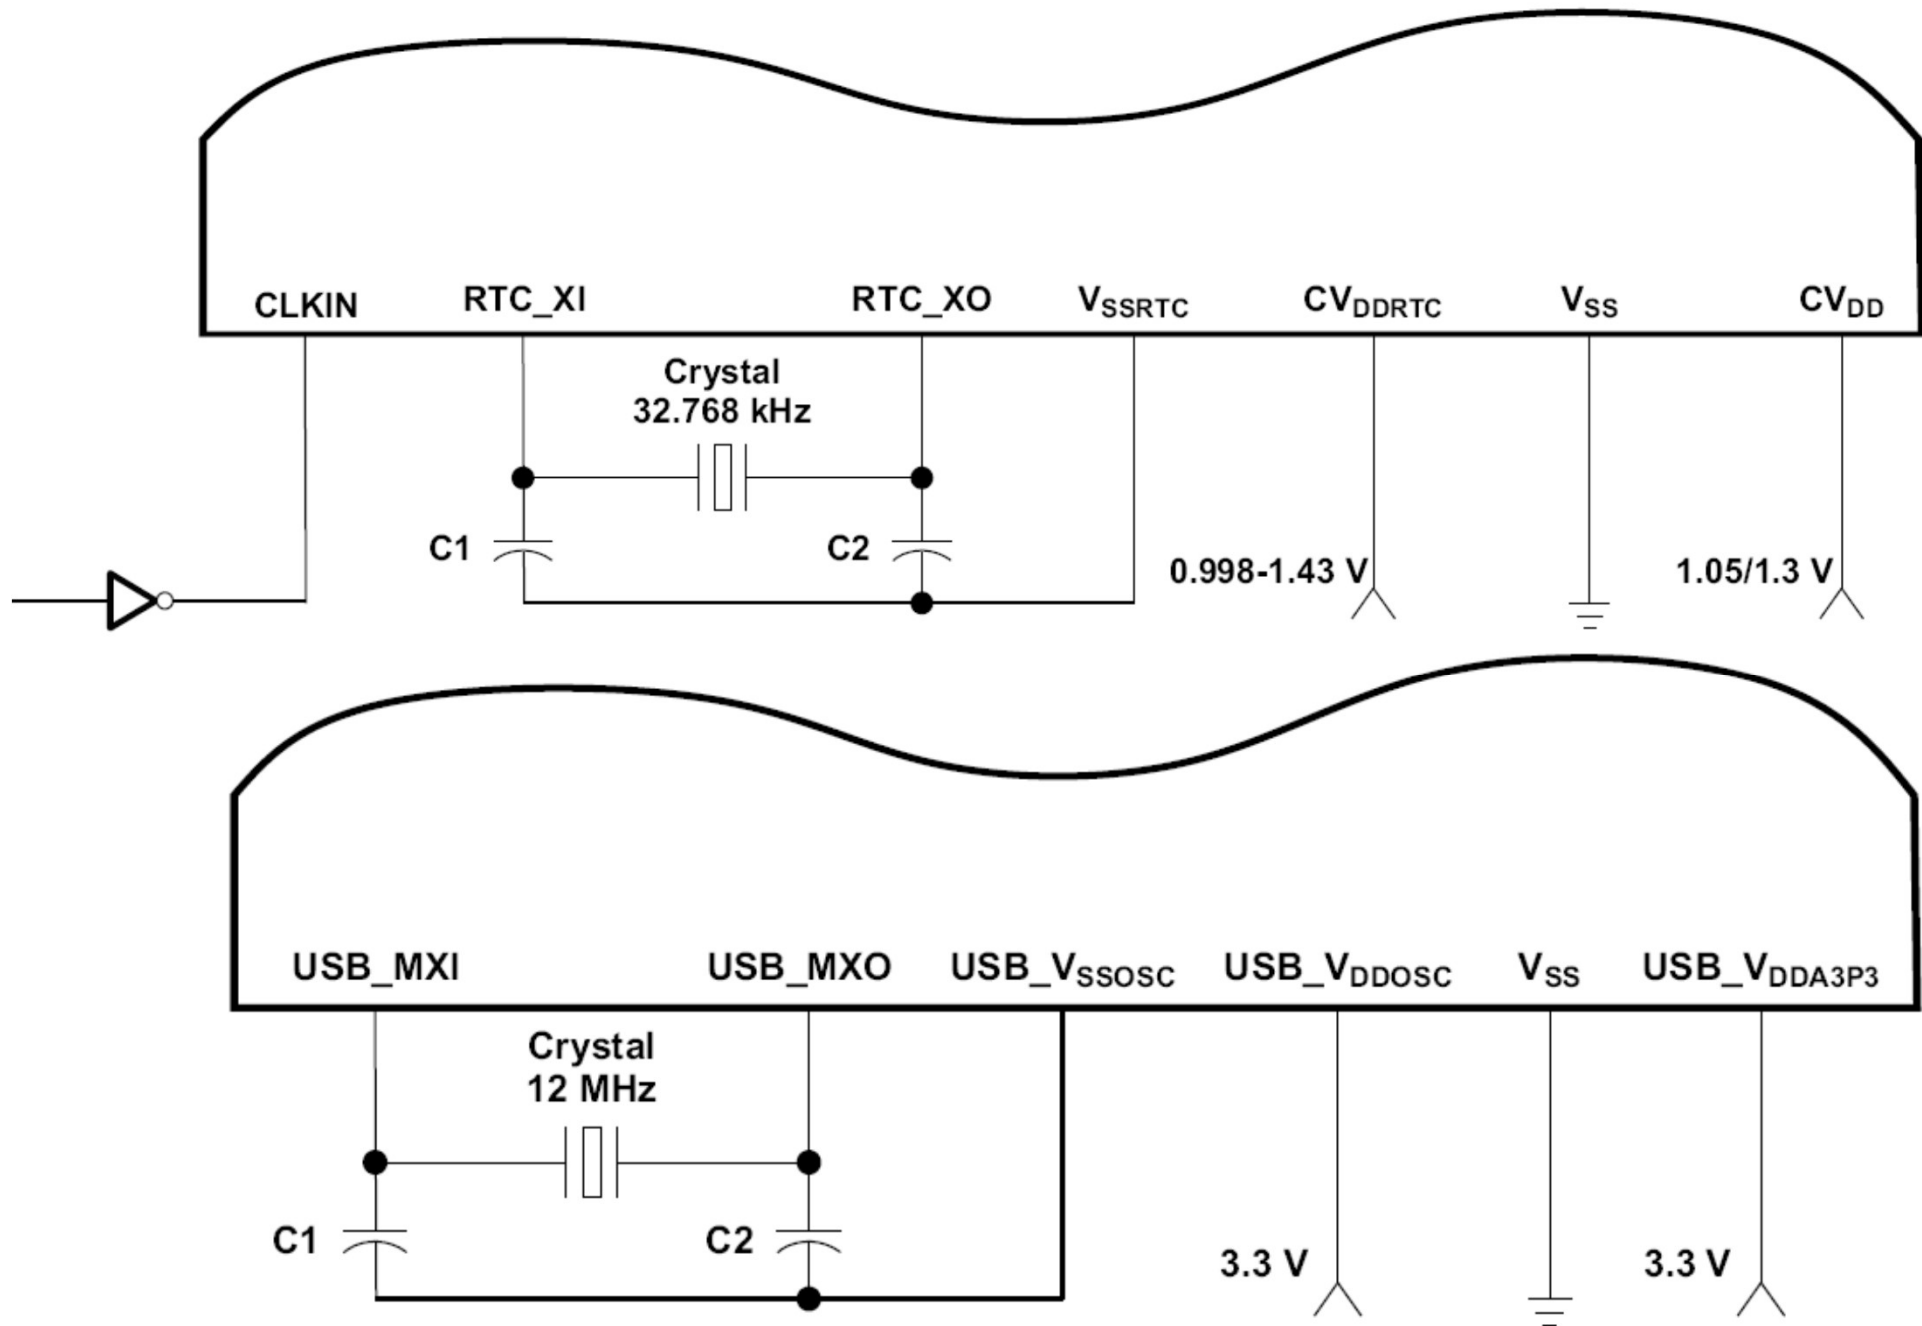 CLKIN RTC_XI RTC_XO VSSRTC CVDDRTC VSS CVDD
Crystal
32.768 kHz
C1 C2
0.998-1.43 V 1.05/1.3 V
USB_MXI USB_MXO USB_VSSOSC USB_VDDOSC VSS USB_VDDA3P3
Crystal
12 MHz
C1 C2
3.3 V 3.3 V